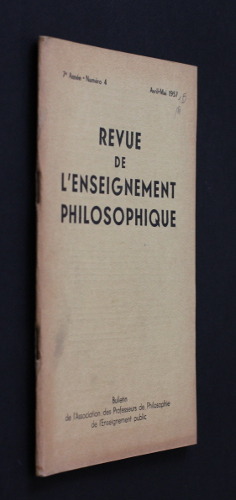 7e Année - Numéro 4
Avril-Mai 1957
REVUE
DE
L'ENSEIGNEMENT
PHILOSOPHIQUE
Bulletin
de l'Association des Professeurs de Philosophie
de l'Enseignement public